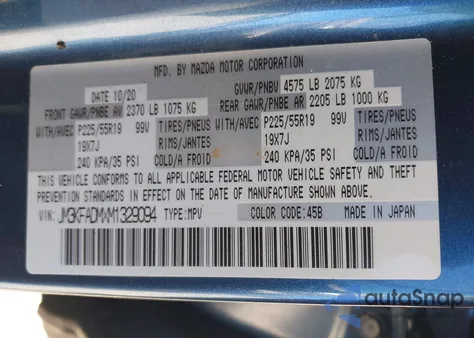 MFD. BY MAZDA MOTOR CORPORATION
DATE 10/20 GVWR/PNBV 4575 LB 2075 KG
FRONT GAWR/PNBE AV 2370 LB 1075 KG REAR GAWR/PNBE AR 2205 LB 1000 KG
WITH/AVEC P225/55R19 99V TIRES/PNEUS WITH/AVEC P225/55R19 99V TIRES/PNEUS
19X7J RIMS/JANTES 19X7J RIMS/JANTES
240 KPA/35 PSI COLD/A FROID 240 KPA/35 PSI COLD/A FROID
THIS VEHICLE CONFORMS TO ALL APPLICABLE FEDERAL MOTOR VEHICLE SAFETY AND THEFT
PREVENTION STANDARDS IN EFFECT ON THE DATE OF MANUFACTURE SHOWN ABOVE.
VIN: JM3KFADMXM1329094 TYPE:MPV COLOR CODE:45B MADE IN JAPAN
autoSnap